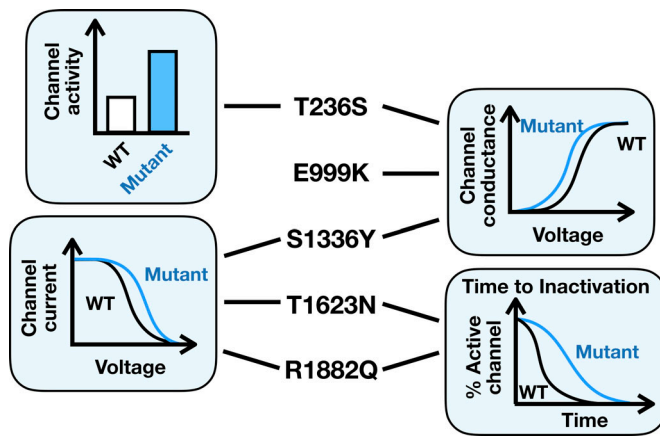 Channel
activity
WT
Mutant
T236S
E999K
S1336Y
T1623N
R1882Q
Channel
conductance
Mutant
WT
Voltage
Channel
current
WT
Mutant
Voltage
Time to Inactivation
% Active
channel
WT
Mutant
Time